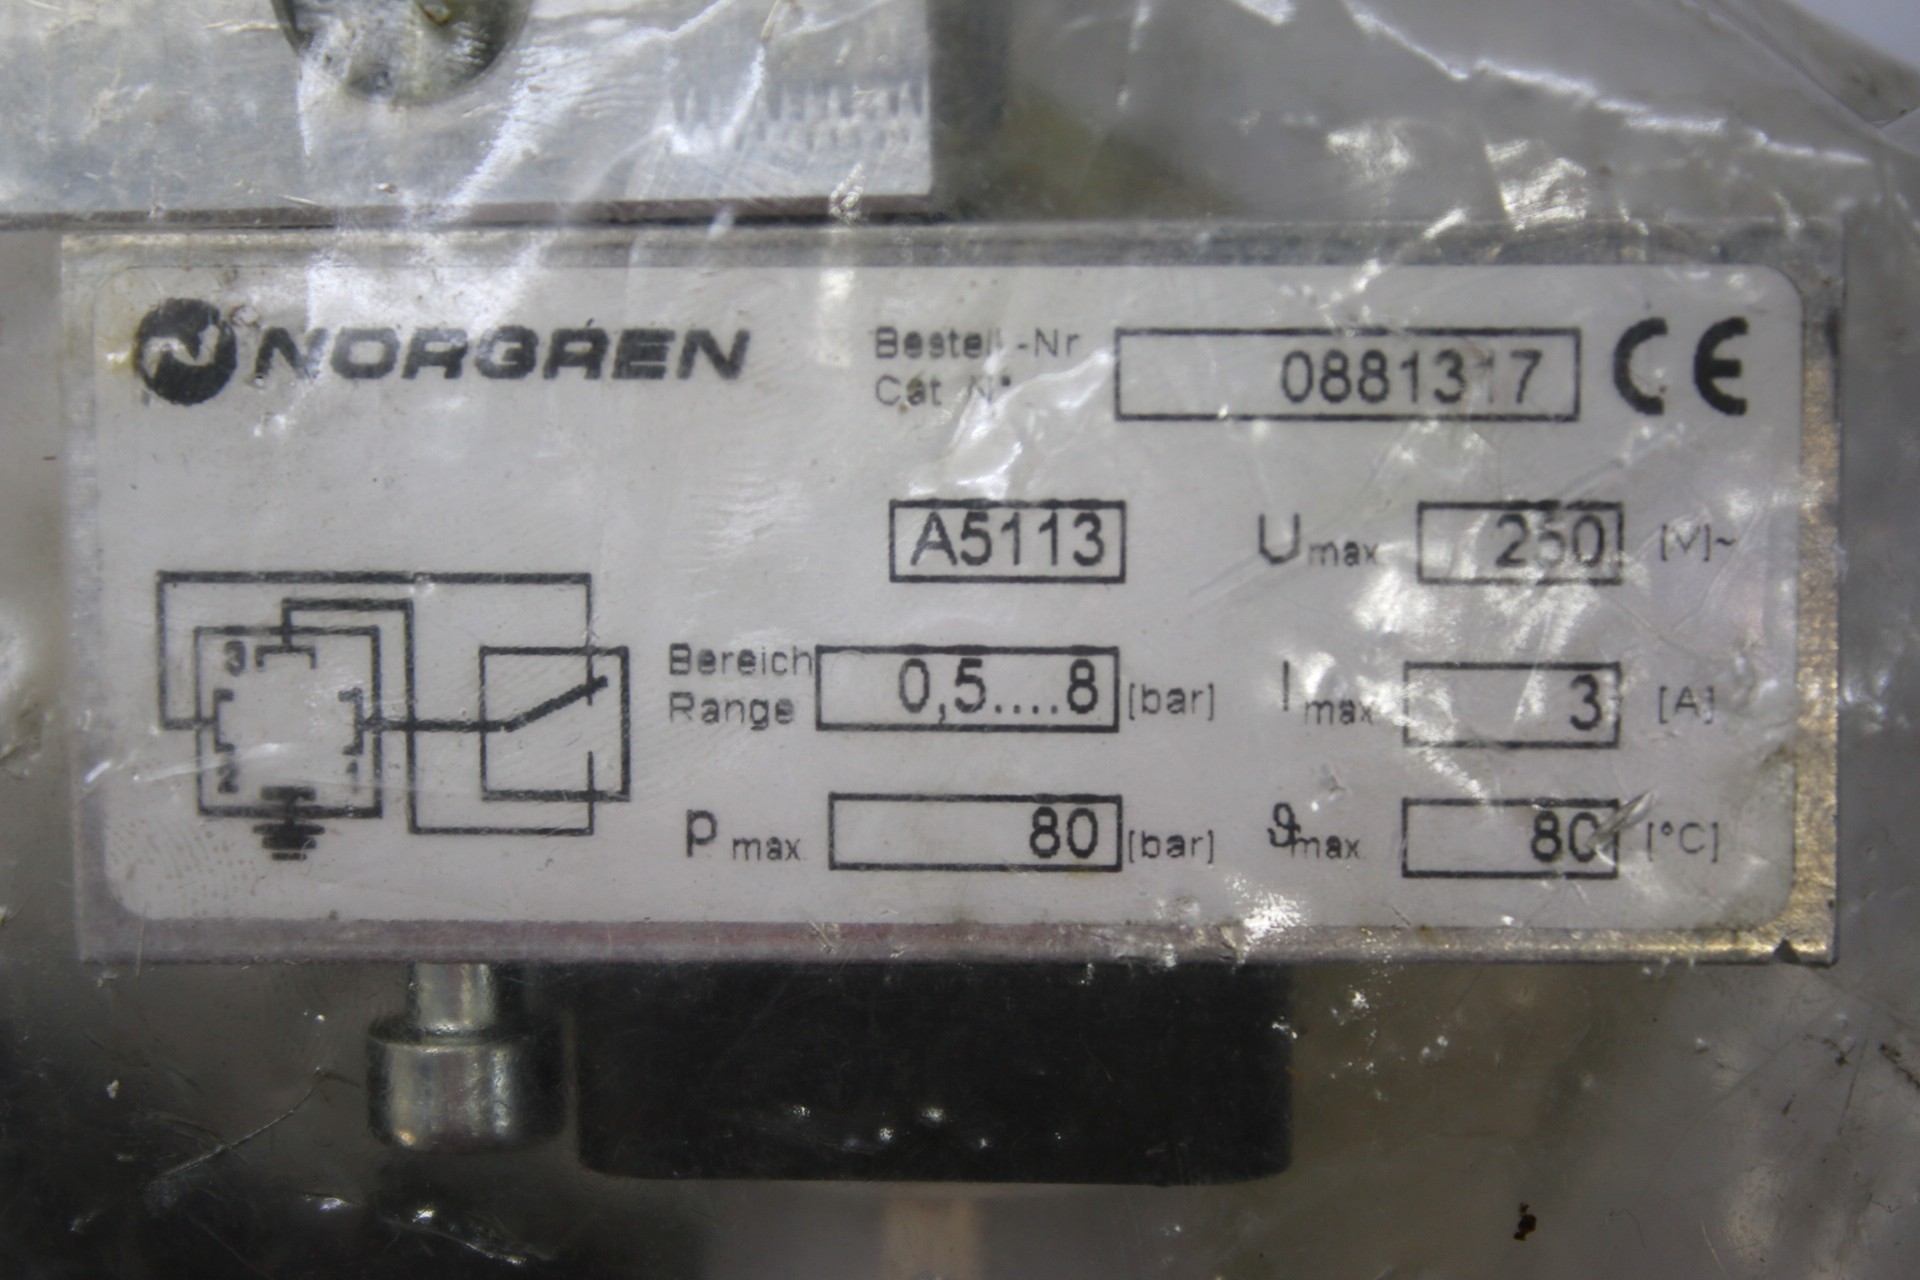 NORGREN
Bestell-Nr
Cat N° 0881317 CE
A5113 Umax 250 [V]~
Bereich
Range 0,5....8 [bar] Imax 3 [A]
3
2 1
pmax. 80 [bar] ϑmax. 80 [°C]